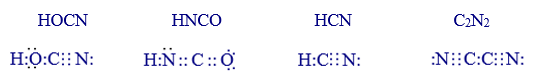 HOCN HNCO HCN C₂N₂
H:Ö̤:C⫶⫶N: H:N̈::C::O: H:C⫶⫶N: :N⫶⫶C:C⫶⫶N: